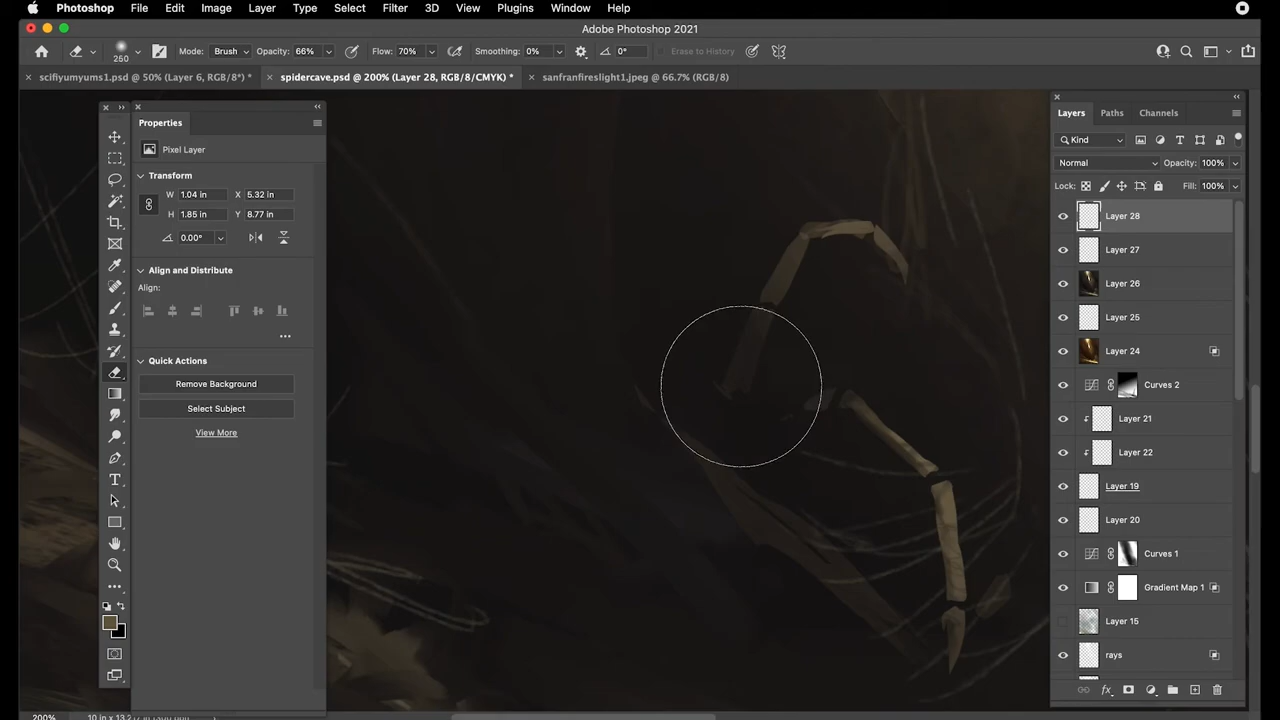 Photoshop File Edit Image Layer Type Select Filter 3D View Plugins Window Help
Adobe Photoshop 2021
250 Mode: Brush Opacity: 66% Flow: 70% Smoothing: 0% 0° Erase to History
scifiyumyums1.psd @ 50% (Layer 6, RGB/8*) * spidercave.psd @ 200% (Layer 28, RGB/8/CMYK) * sanfranfireslight1.jpeg @ 66.7% (RGB/8)
Properties
Pixel Layer
Transform
W 1.04 in X 5.32 in
H 1.85 in Y 8.77 in
0.00°
Align and Distribute
Align:
Quick Actions
Remove Background
Select Subject
View More
Layers Paths Channels
Kind
Normal Opacity: 100%
Lock: Fill: 100%
Layer 28
Layer 27
Layer 26
Layer 25
Layer 24
Curves 2
Layer 21
Layer 22
Layer 19
Layer 20
Curves 1
Gradient Map 1
Layer 15
rays
200%